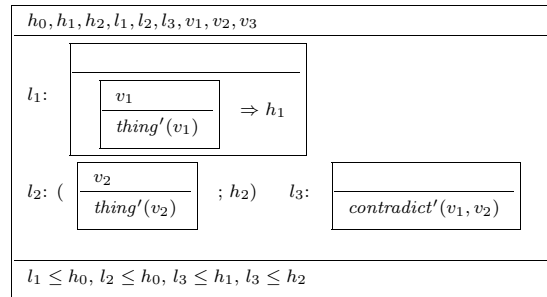 h₀, h₁, h₂, l₁, l₂, l₃, v₁, v₂, v₃
v₁
l₁:
⇒ h₁
thing′(v₁)
v₂
l₂: ( ; h₂) l₃:
thing′(v₂) contradict′(v₁, v₂)
l₁ ≤ h₀, l₂ ≤ h₀, l₃ ≤ h₁, l₃ ≤ h₂